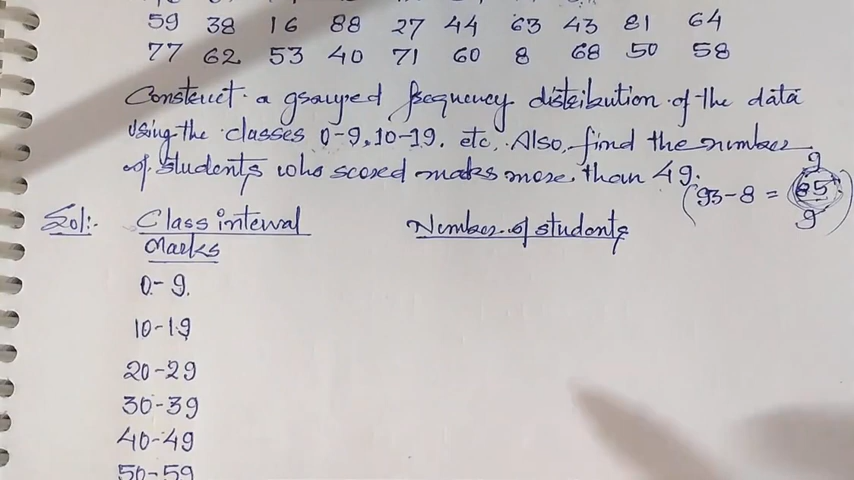 59 38 16 88 27 44 63 43 81 64
77 62 53 40 71 60 8 68 50 58
Construct a grouped frequency distribution of the data
using the classes 0-9, 10-19. etc. Also, find the number
of students who scored maks more than 49.
(93-8 = 85
9
9
Sol:- Class interval Number of students
Marks
0-9.
10-19
20-29
30-39
40-49
50-59